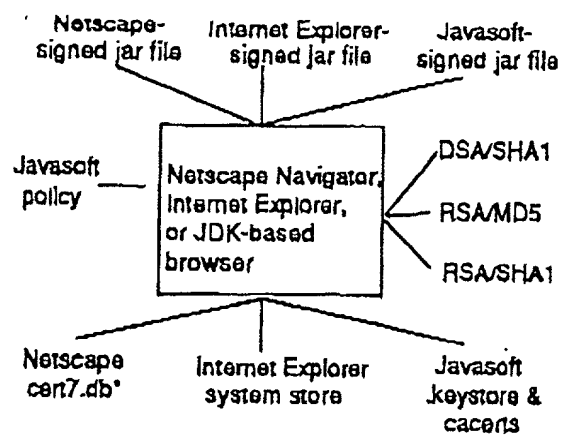 Netscape-
signed jar file
Internet Explorer-
signed jar file
Javasoft-
signed jar file
Javasoft
policy
Netscape Navigator,
Internet Explorer,
or JDK-based
browser
DSA/SHA1
RSA/MD5
RSA/SHA1
Netscape
cert7.db*
Internet Explorer
system store
Javasoft
.keystore &
cacerts